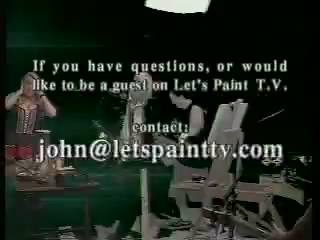 If you have questions, or would
like to be a guest on Let's Paint T.V.
contact:
john@letspainttv.com